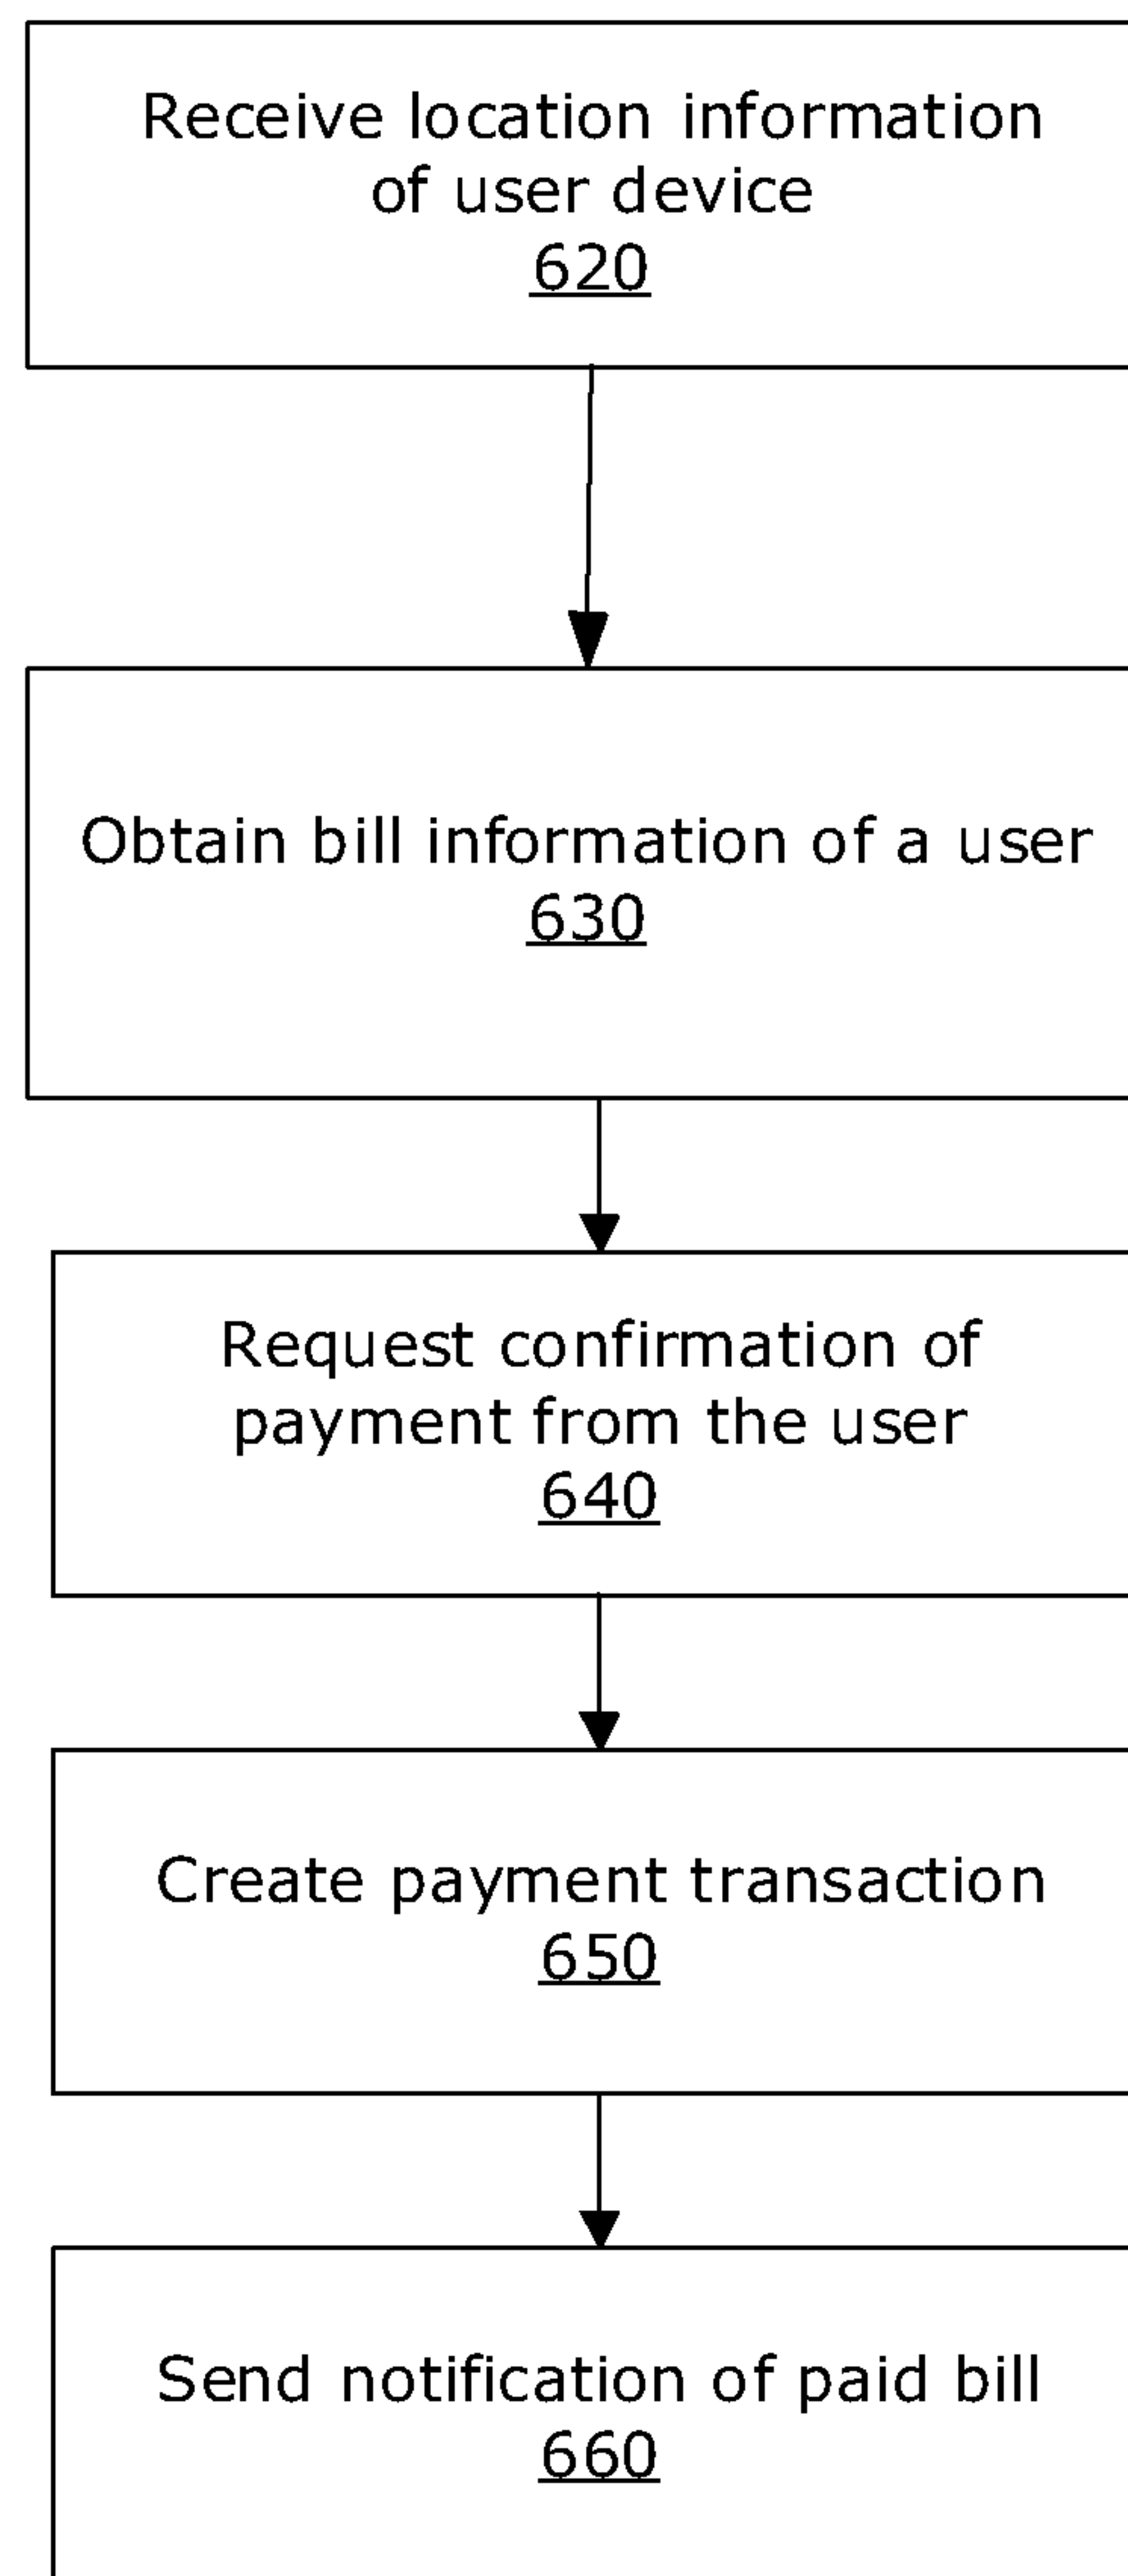 Receive location information
of user device
620
Obtain bill information of a user
630
Request confirmation of
payment from the user
640
Create payment transaction
650
Send notification of paid bill
660